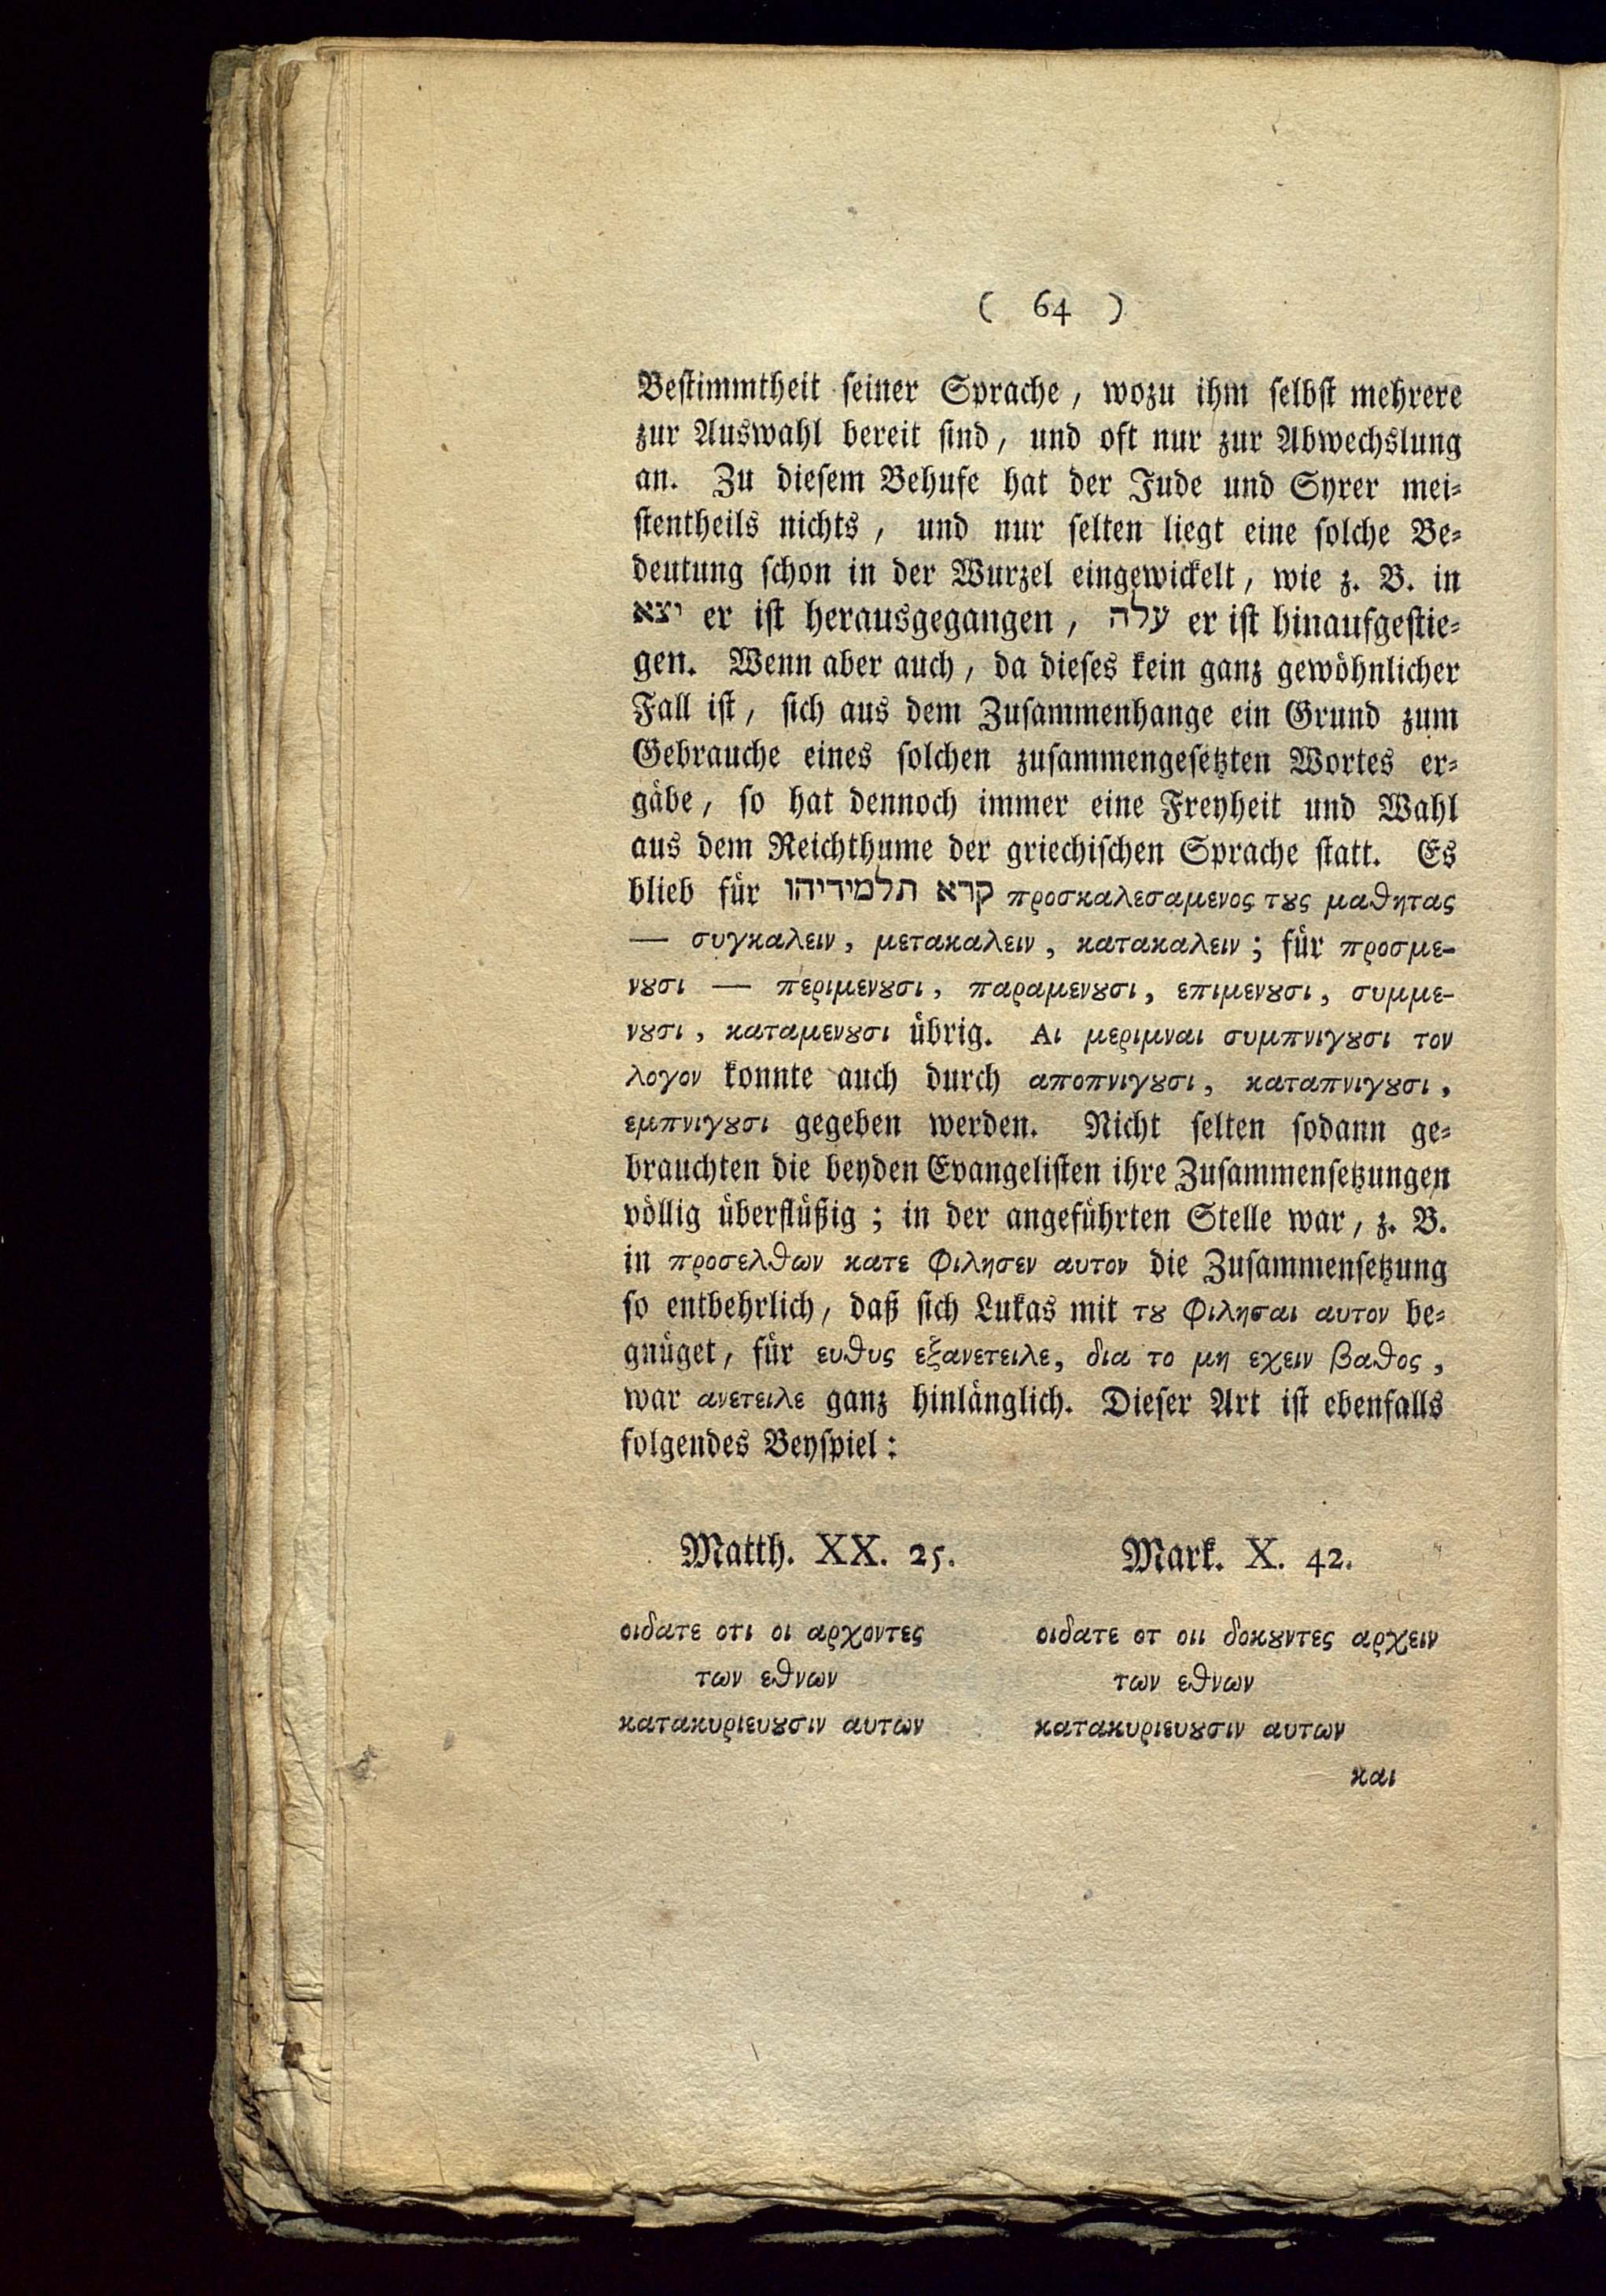 ( 64 )
Bestimmtheit seiner Sprache, wozu ihm selbst mehrere
zur Auswahl bereit sind, und oft nur zur Abwechslung
an. Zu diesem Behufe hat der Jude und Syrer mei-
stentheils nichts, und nur selten liegt eine solche Be-
deutung schon in der Wurzel eingewickelt, wie z. B. in
יצא er ist herausgegangen, עלה er ist hinaufgestie-
gen. Wenn aber auch, da dieses kein ganz gewöhnlicher
Fall ist, sich aus dem Zusammenhange ein Grund zum
Gebrauche eines solchen zusammengesetzten Wortes er-
gäbe, so hat dennoch immer eine Freyheit und Wahl
aus dem Reichthume der griechischen Sprache statt. Es
blieb für קרא תלמידיהו προσκαλεσαμενος τȣς μαθητας
— συγκαλειν, μετακαλειν, κατακαλειν; für προσμε-
νȣσι — περιμενȣσι, παραμενȣσι, επιμενȣσι, συμμε-
νȣσι, καταμενȣσι übrig. Αι μεριμναι συμπνιγȣσι τον
λογον konnte auch durch αποπνιγȣσι, καταπνιγȣσι,
εμπνιγȣσι gegeben werden. Nicht selten sodann ge-
brauchten die beyden Evangelisten ihre Zusammensetzungen
völlig überflüßig; in der angeführten Stelle war, z. B.
in προσελθων κατε φιλησεν αυτον die Zusammensetzung
so entbehrlich, daß sich Lukas mit τȣ φιλησαι αυτον be-
gnüget, für ευθυς εξανετειλε, δια το μη εχειν βαθος,
war ανετειλε ganz hinlänglich. Dieser Art ist ebenfalls
folgendes Beyspiel:
Matth. XX. 25.
οιδατε οτι οι αρχοντες
των εθνων
κατακυριευȣσιν αυτων
Mark. X. 42.
οιδατε οτ οιι δοκȣντες αρχειν
των εθνων
κατακυριευȣσιν αυτων
και